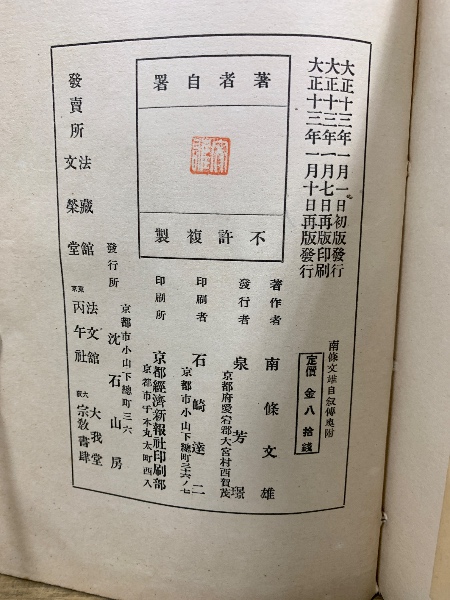 大正十三年一月一日初版發行
大正十三年一月七日再版印刷
大正十三年一月十日再版發行
南條文雄自叙傳奥附
定價 金八拾錢
著者自署
不許複製
著作者 南條文雄
京都府愛宕郡大宮村西賀茂
發行者 泉芳璟
京都市小山下總町三六ノ七
印刷者 石崎達二
京都市千本丸太町西入
印刷所 京都經濟新報社印刷部
京都市小山下總町三六
發行所 沈石山房
發賣所
法藏館
文榮堂
東京
法文館
丙午社
大阪
大我堂
宗教書肆